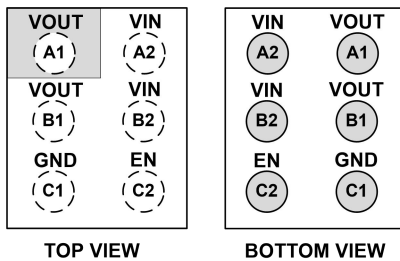 VOUT VIN VIN VOUT
A1 A2 A2 A1
VOUT VIN VIN VOUT
B1 B2 B2 B1
GND EN EN GND
C1 C2 C2 C1
TOP VIEW BOTTOM VIEW